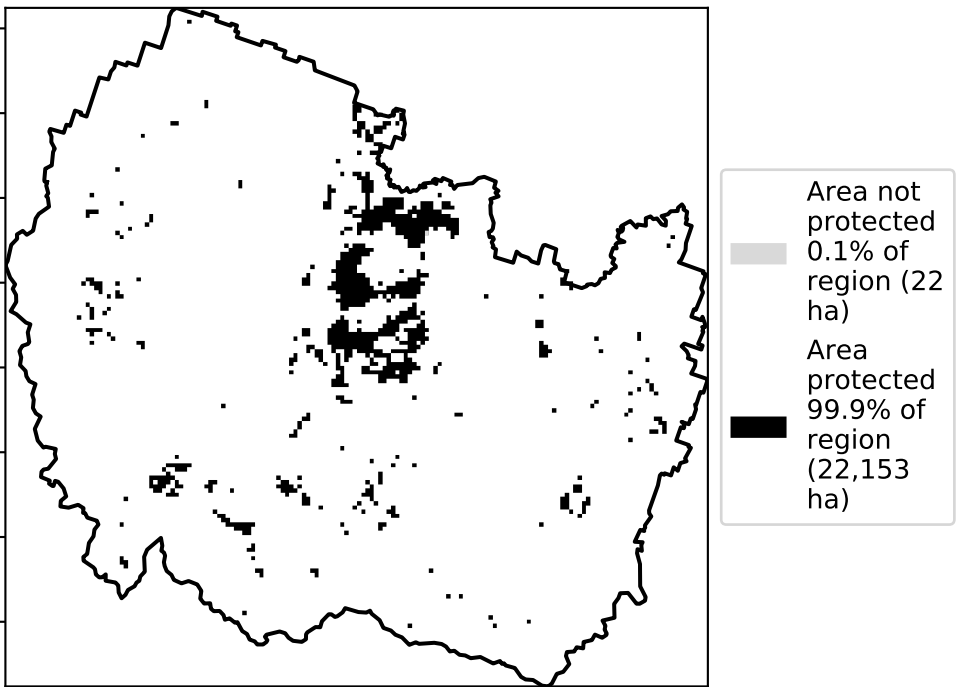 Area not
protected
0.1% of
region (22
ha)
Area
protected
99.9% of
region
(22,153
ha)